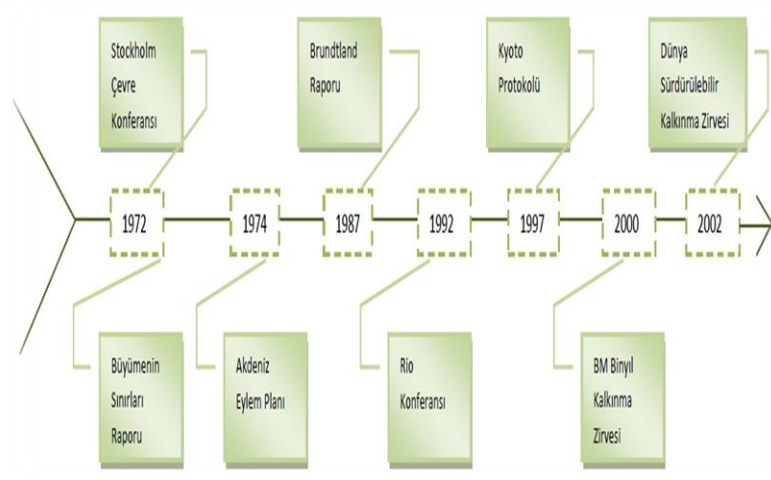 Stockholm
Çevre
Konferansı
Brundtland
Raporu
Kyoto
Protokolü
Dünya
Sürdürülebilir
Kalkınma Zirvesi
1972
1974
1987
1992
1997
2000
2002
Büyümenin
Sınırları
Raporu
Akdeniz
Eylem Planı
Rio
Konferansı
BM Binyıl
Kalkınma
Zirvesi